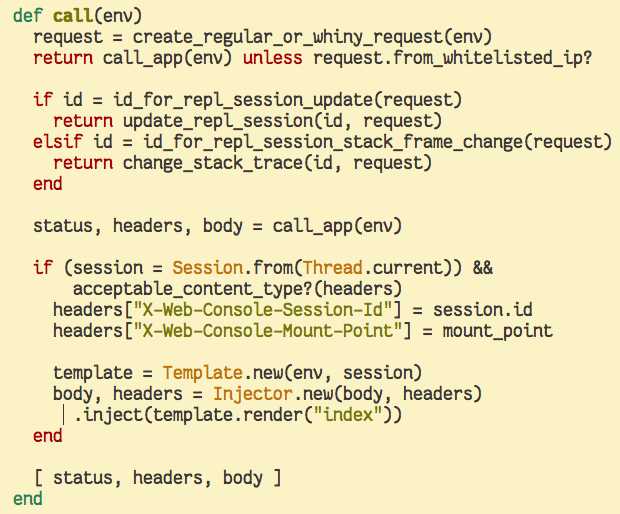 def call(env)
  request = create_regular_or_whiny_request(env)
  return call_app(env) unless request.from_whitelisted_ip?

  if id = id_for_repl_session_update(request)
    return update_repl_session(id, request)
  elsif id = id_for_repl_session_stack_frame_change(request)
    return change_stack_trace(id, request)
  end

  status, headers, body = call_app(env)

  if (session = Session.from(Thread.current)) &&
      acceptable_content_type?(headers)
    headers["X-Web-Console-Session-Id"] = session.id
    headers["X-Web-Console-Mount-Point"] = mount_point

    template = Template.new(env, session)
    body, headers = Injector.new(body, headers)
      .inject(template.render("index"))
  end

  [ status, headers, body ]
end